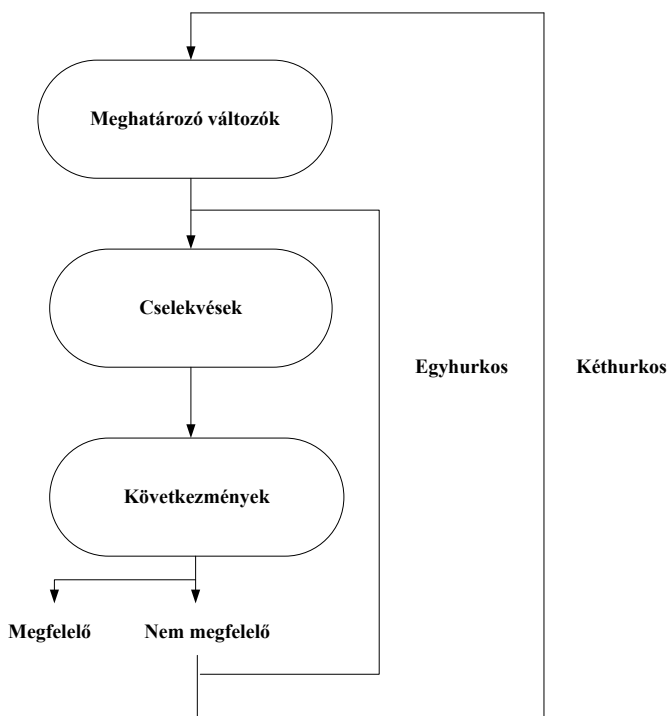 Meghatározó változók
Cselekvések
Egyhurkos
Kéthurkos
Következmények
Megfelelő
Nem megfelelő